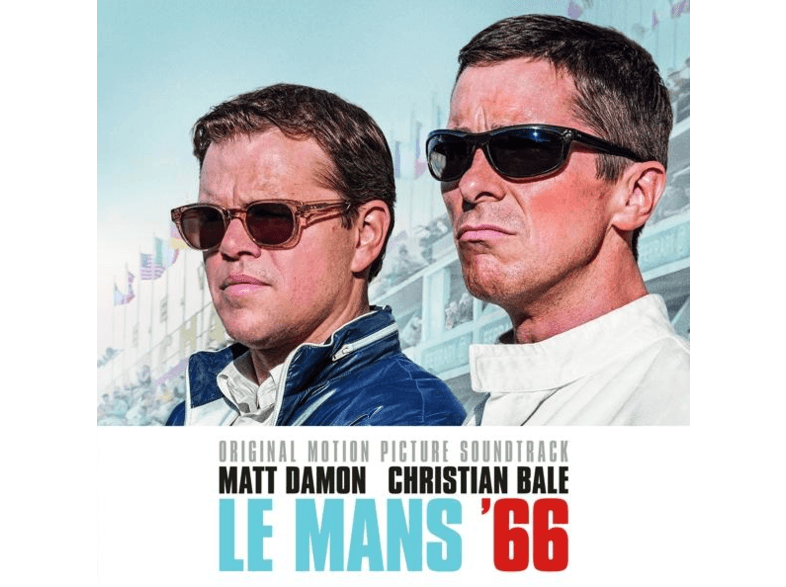 ORIGINAL MOTION PICTURE SOUNDTRACK
MATT DAMON CHRISTIAN BALE
LE MANS '66